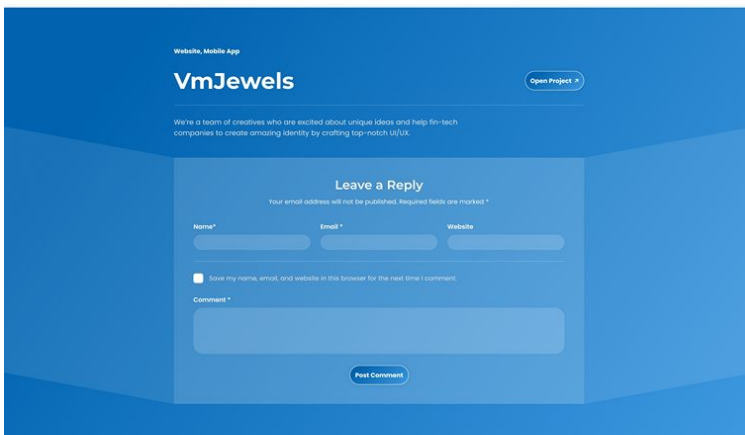 Website, Mobile App
VmJewels
Open Project ↗
We're a team of creatives who are excited about unique ideas and help fin-tech
companies to create amazing identity by crafting top-notch UI/UX.
Leave a Reply
Your email address will not be published. Required fields are marked *
Name*
Email *
Website
Save my name, email, and website in this browser for the next time I comment.
Comment *
Post Comment